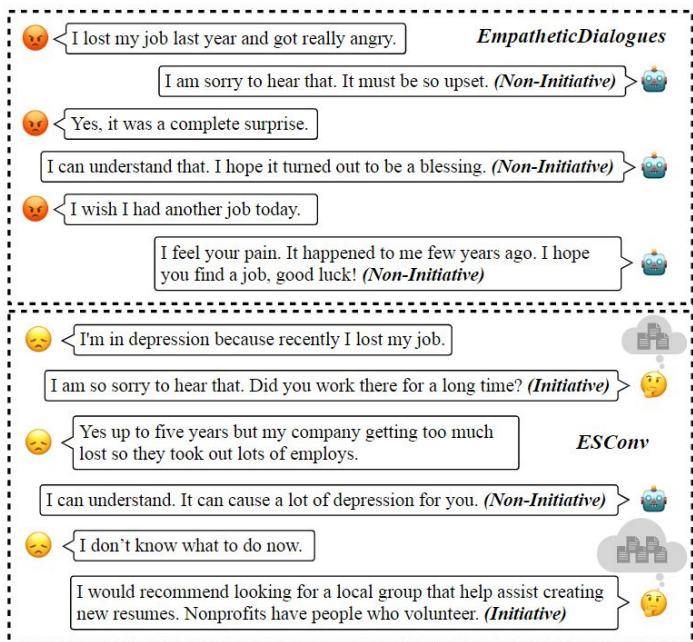 I lost my job last year and got really angry.
EmpatheticDialogues
I am sorry to hear that. It must be so upset. (Non-Initiative)
Yes, it was a complete surprise.
I can understand that. I hope it turned out to be a blessing. (Non-Initiative)
I wish I had another job today.
I feel your pain. It happened to me few years ago. I hope
you find a job, good luck! (Non-Initiative)
I'm in depression because recently I lost my job.
I am so sorry to hear that. Did you work there for a long time? (Initiative)
Yes up to five years but my company getting too much
lost so they took out lots of employs.
ESConv
I can understand. It can cause a lot of depression for you. (Non-Initiative)
I don’t know what to do now.
I would recommend looking for a local group that help assist creating
new resumes. Nonprofits have people who volunteer. (Initiative)